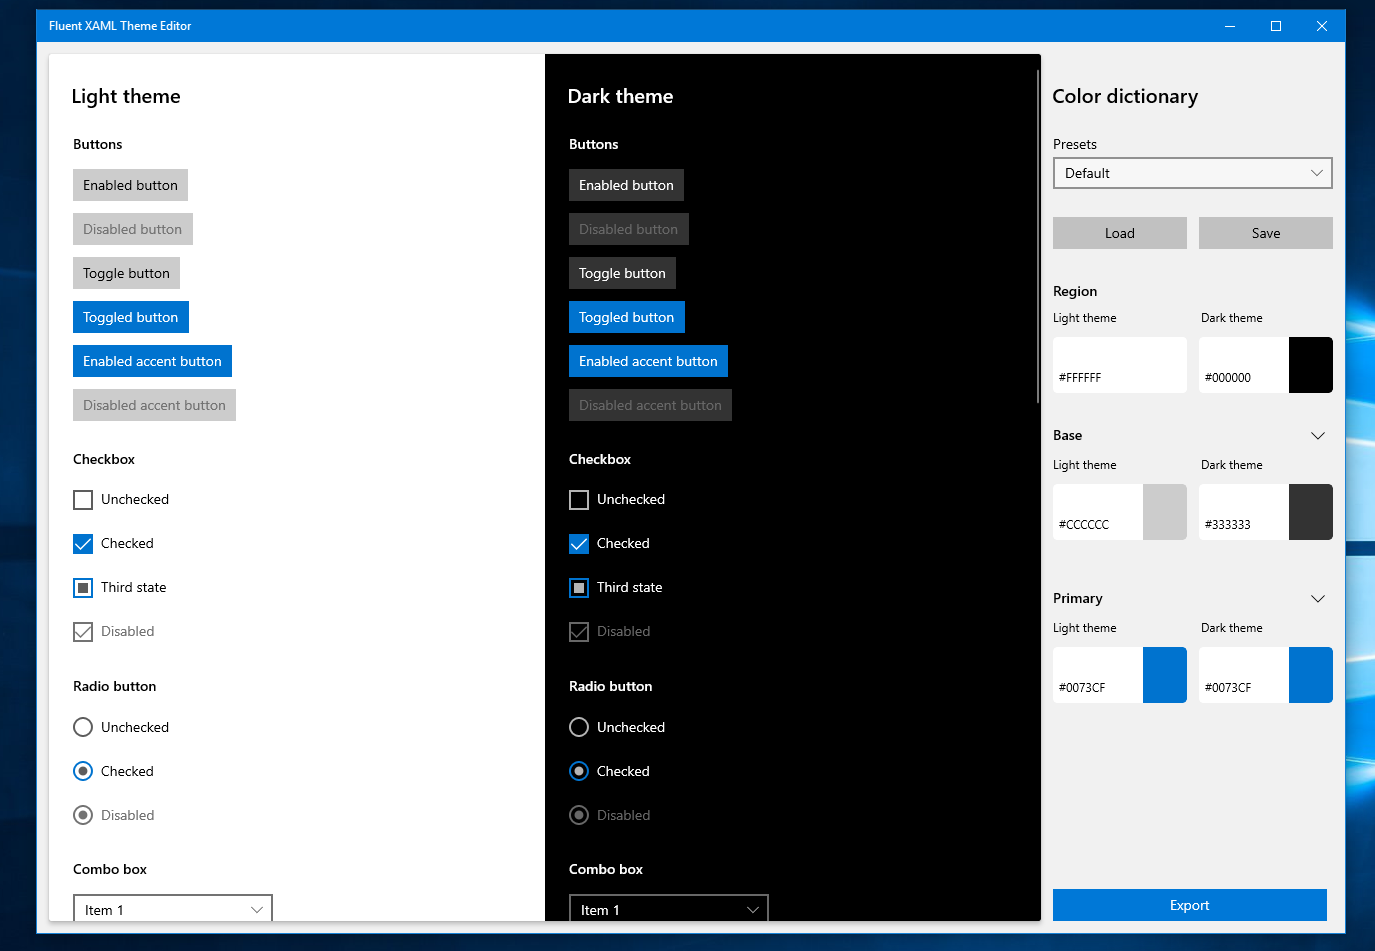 Fluent XAML Theme Editor
Light theme
Buttons
Enabled button
Disabled button
Toggle button
Toggled button
Enabled accent button
Disabled accent button
Checkbox
Unchecked
Checked
Third state
Disabled
Radio button
Unchecked
Checked
Disabled
Combo box
Item 1
Dark theme
Buttons
Enabled button
Disabled button
Toggle button
Toggled button
Enabled accent button
Disabled accent button
Checkbox
Unchecked
Checked
Third state
Disabled
Radio button
Unchecked
Checked
Disabled
Combo box
Item 1
Color dictionary
Presets
Default
Load Save
Region
Light theme Dark theme
#FFFFFF #000000
Base
Light theme Dark theme
#CCCCCC #333333
Primary
Light theme Dark theme
#0073CF #0073CF
Export